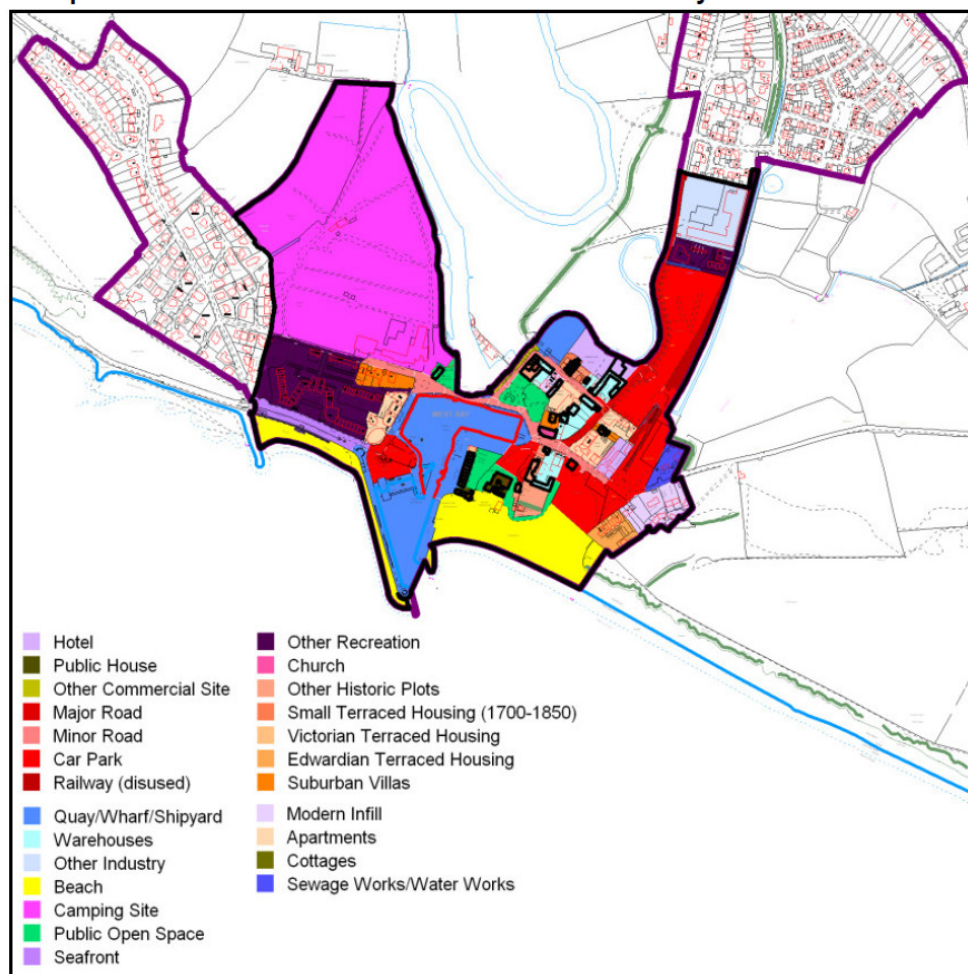 WEST BAY
Hotel
Public House
Other Commercial Site
Major Road
Minor Road
Car Park
Railway (disused)
Quay/Wharf/Shipyard
Warehouses
Other Industry
Beach
Camping Site
Public Open Space
Seafront
Other Recreation
Church
Other Historic Plots
Small Terraced Housing (1700-1850)
Victorian Terraced Housing
Edwardian Terraced Housing
Suburban Villas
Modern Infill
Apartments
Cottages
Sewage Works/Water Works